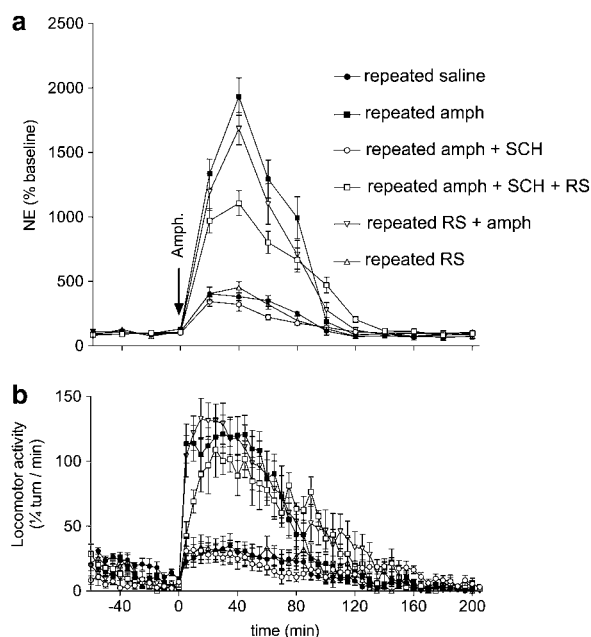 a
2500
2000
1500
1000
500
0
NE (% baseline)
Amph.
repeated saline
repeated amph
repeated amph + SCH
repeated amph + SCH + RS
repeated RS + amph
repeated RS
b
150
100
50
0
Locomotor activity
(¼ turn / min)
-40 0 40 80 120 160 200
time (min)